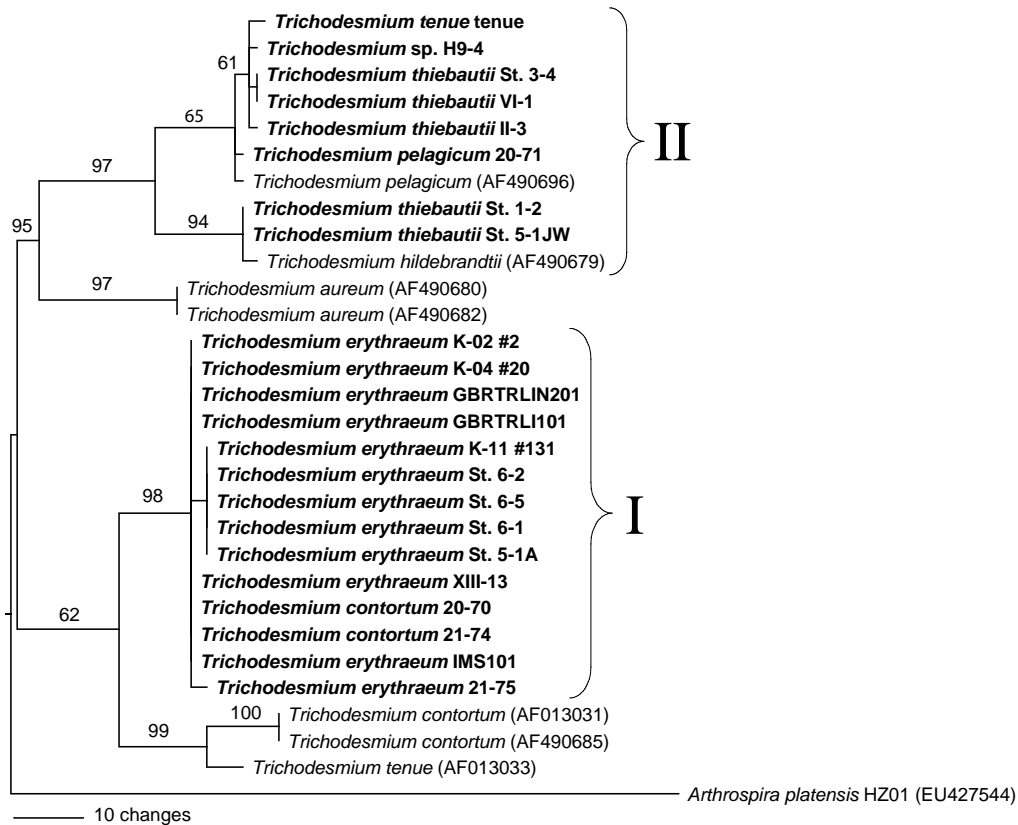 Trichodesmium tenue tenue
Trichodesmium sp. H9-4
61
Trichodesmium thiebautii St. 3-4
Trichodesmium thiebautii VI-1
65
Trichodesmium thiebautii II-3
II
Trichodesmium pelagicum 20-71
97
Trichodesmium pelagicum (AF490696)
Trichodesmium thiebautii St. 1-2
94
95
Trichodesmium thiebautii St. 5-1JW
Trichodesmium hildebrandtii (AF490679)
97
Trichodesmium aureum (AF490680)
Trichodesmium aureum (AF490682)
Trichodesmium erythraeum K-02 #2
Trichodesmium erythraeum K-04 #20
Trichodesmium erythraeum GBRTRLIN201
Trichodesmium erythraeum GBRTRLI101
Trichodesmium erythraeum K-11 #131
98
Trichodesmium erythraeum St. 6-2
Trichodesmium erythraeum St. 6-5
I
Trichodesmium erythraeum St. 6-1
Trichodesmium erythraeum St. 5-1A
Trichodesmium erythraeum XIII-13
62
Trichodesmium contortum 20-70
Trichodesmium contortum 21-74
Trichodesmium erythraeum IMS101
Trichodesmium erythraeum 21-75
100
Trichodesmium contortum (AF013031)
99
Trichodesmium contortum (AF490685)
Trichodesmium tenue (AF013033)
Arthrospira platensis HZ01 (EU427544)
10 changes